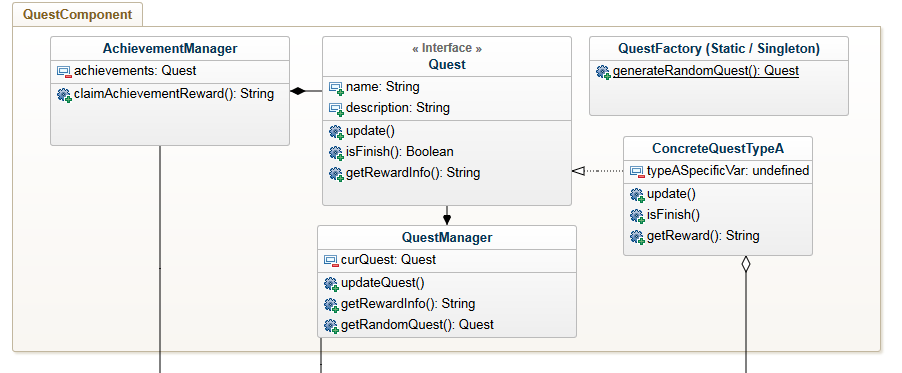 QuestComponent
AchievementManager
achievements: Quest
claimAchievementReward(): String
« Interface »
Quest
name: String
description: String
update()
isFinish(): Boolean
getRewardInfo(): String
QuestFactory (Static / Singleton)
generateRandomQuest(): Quest
ConcreteQuestTypeA
typeASpecificVar: undefined
update()
isFinish()
getReward(): String
QuestManager
curQuest: Quest
updateQuest()
getRewardInfo(): String
getRandomQuest(): Quest